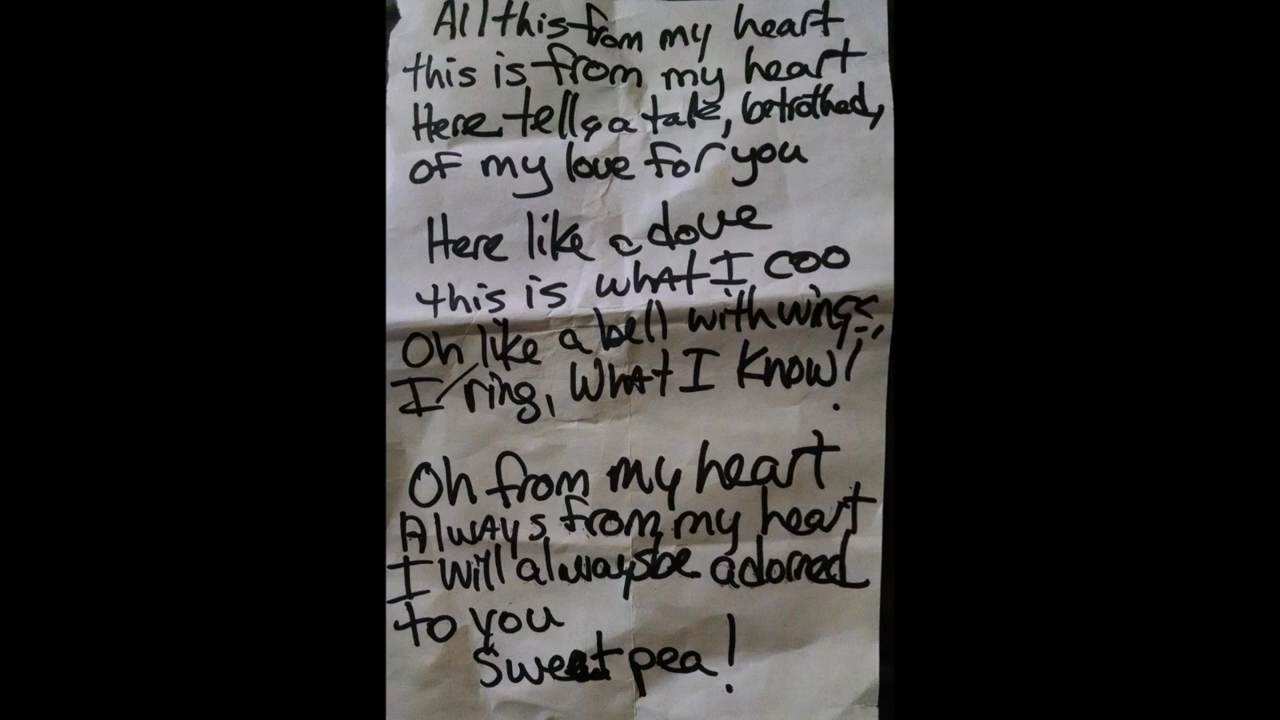 All this from my heart
this is from my heart
Here tells a tale, betrothed,
of my love for you
Here like a dove
this is what I coo
Oh like a bell with wings,
I ring, What I know!
Oh from my heart
Always from my heart
I will always be adorned
to you
Sweet pea!